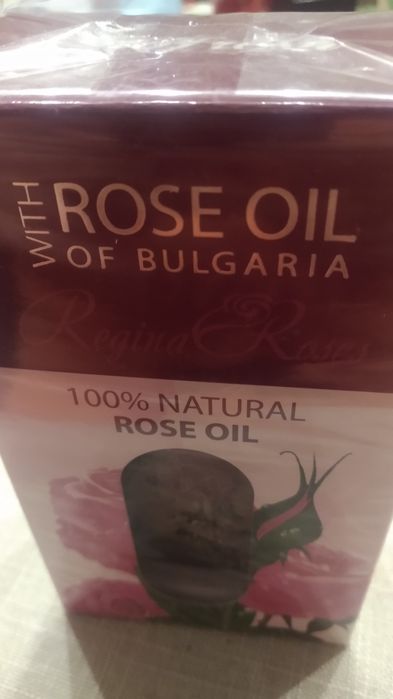 WITH ROSE OIL
OF BULGARIA
Regina Roses
100% NATURAL
ROSE OIL